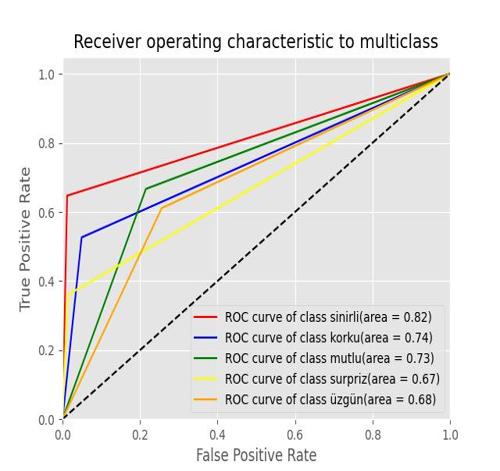 Receiver operating characteristic to multiclass
1.0
0.8
0.6
0.4
0.2
0.0
True Positive Rate
ROC curve of class sinirli(area = 0.82)
ROC curve of class korku(area = 0.74)
ROC curve of class mutlu(area = 0.73)
ROC curve of class surpriz(area = 0.67)
ROC curve of class üzgün(area = 0.68)
0.0 0.2 0.4 0.6 0.8 1.0
False Positive Rate